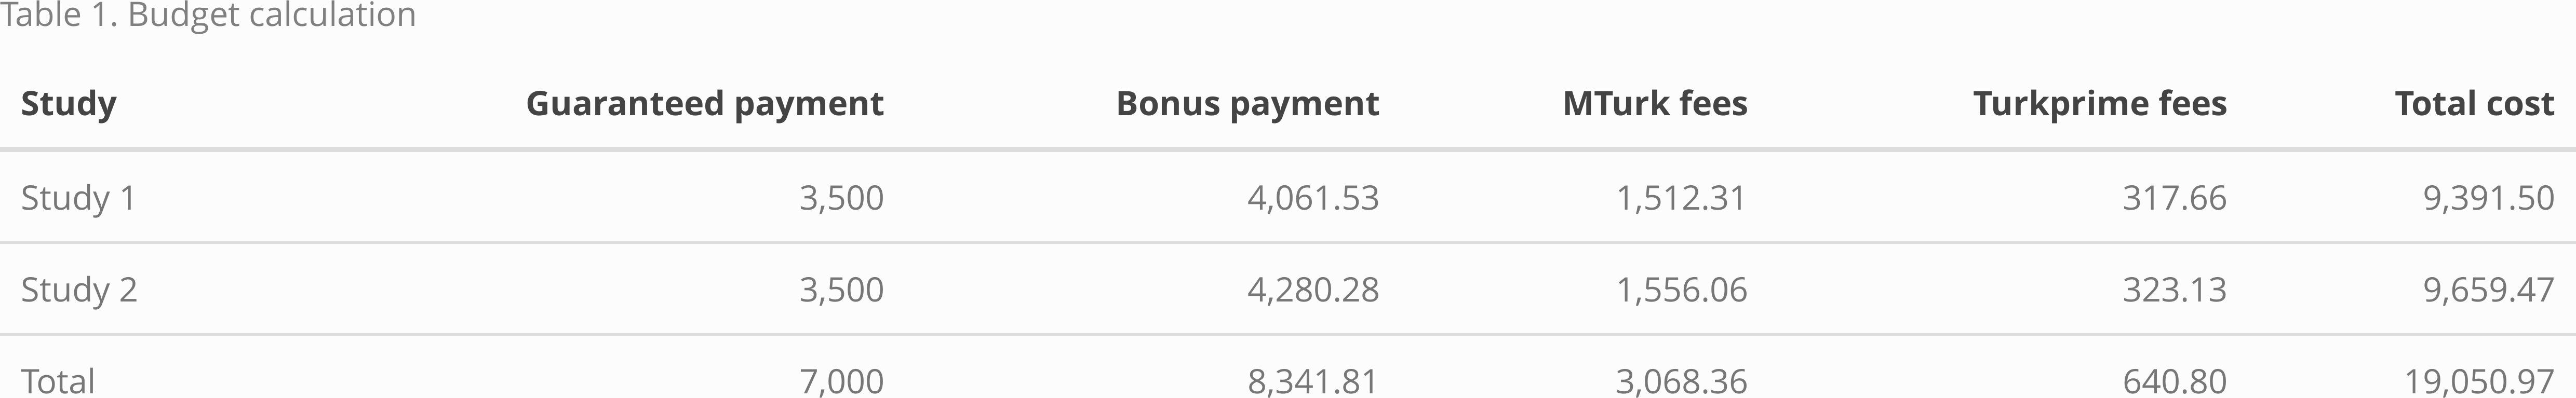 Table 1. Budget calculation
Study Guaranteed payment Bonus payment MTurk fees Turkprime fees Total cost
Study 1 3,500 4,061.53 1,512.31 317.66 9,391.50
Study 2 3,500 4,280.28 1,556.06 323.13 9,659.47
Total 7,000 8,341.81 3,068.36 640.80 19,050.97